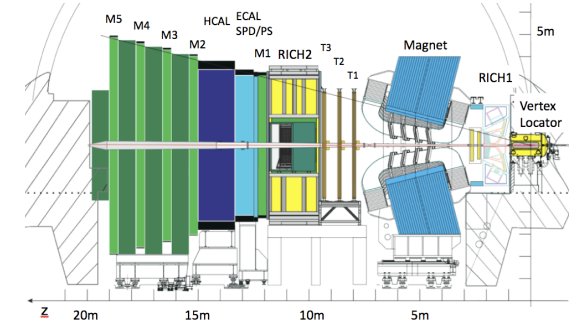 M5
M4
M3
M2
HCAL
ECAL
SPD/PS
M1
RICH2
T3
T2
T1
Magnet
RICH1
Vertex
Locator
5m
z 20m 15m 10m 5m